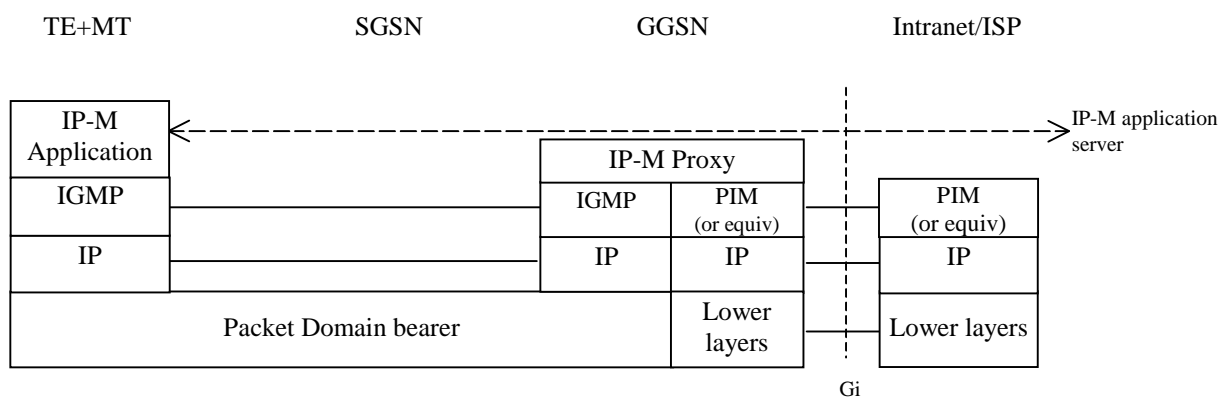 TE+MT SGSN GGSN Intranet/ISP
IP-M
Application
IP-M application
server
IP-M Proxy
IGMP IGMP PIM
(or equiv) PIM
(or equiv)
IP IP IP IP
Packet Domain bearer Lower
layers Lower layers
Gi